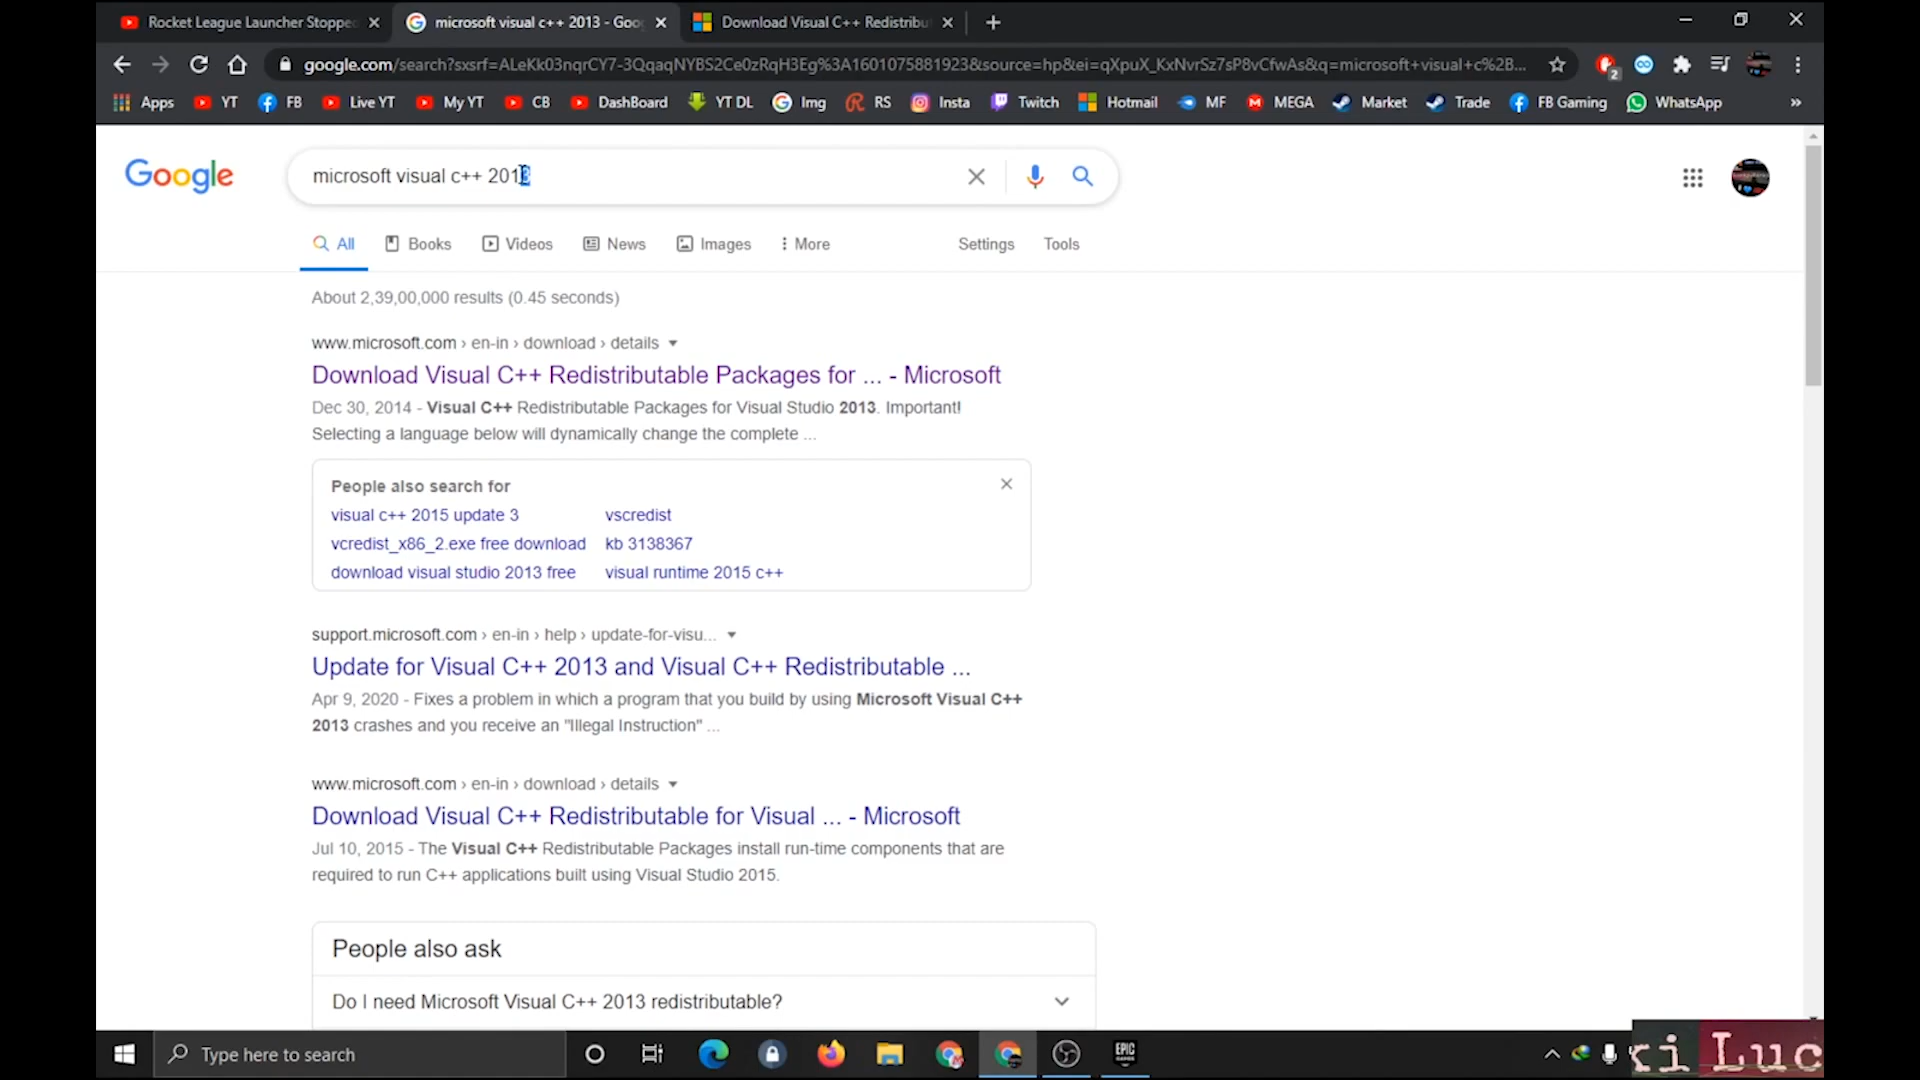 Rocket League Launcher Stopped
microsoft visual c++ 2013 - Goo
Download Visual C++ Redistribu
google.com/search?sxsrf=ALeKk03nqrCY7-3QqaqNYBS2Ce0zRqH3Eg%3A1601075881923&source=hp&ei=qXpuX_KxNvrSz7sP8vCfwAs&q=microsoft+visual+c%2B...
2
Apps YT FB Live YT My YT CB DashBoard YT DL Img RS Insta Twitch Hotmail MF MEGA Market Trade FB Gaming WhatsApp »
Google
microsoft visual c++ 2013
All Books Videos News Images More Settings Tools
About 2,39,00,000 results (0.45 seconds)
www.microsoft.com › en-in › download › details
Download Visual C++ Redistributable Packages for ... - Microsoft
Dec 30, 2014 - Visual C++ Redistributable Packages for Visual Studio 2013. Important!
Selecting a language below will dynamically change the complete ...
People also search for
visual c++ 2015 update 3 vscredist
vcredist_x86_2.exe free download kb 3138367
download visual studio 2013 free visual runtime 2015 c++
support.microsoft.com › en-in › help › update-for-visu...
Update for Visual C++ 2013 and Visual C++ Redistributable ...
Apr 9, 2020 - Fixes a problem in which a program that you build by using Microsoft Visual C++
2013 crashes and you receive an "Illegal Instruction" ...
www.microsoft.com › en-in › download › details
Download Visual C++ Redistributable for Visual ... - Microsoft
Jul 10, 2015 - The Visual C++ Redistributable Packages install run-time components that are
required to run C++ applications built using Visual Studio 2015.
People also ask
Do I need Microsoft Visual C++ 2013 redistributable?
Type here to search
EPIC
GAMES
ki Luc